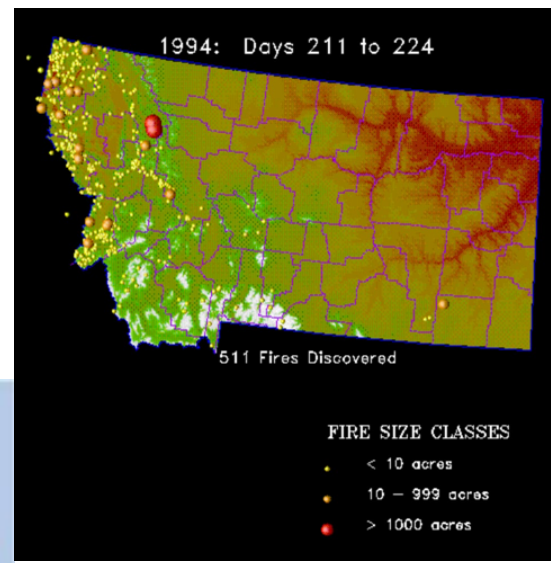 1994: Days 211 to 224
511 Fires Discovered
FIRE SIZE CLASSES
< 10 acres
10 - 999 acres
> 1000 acres